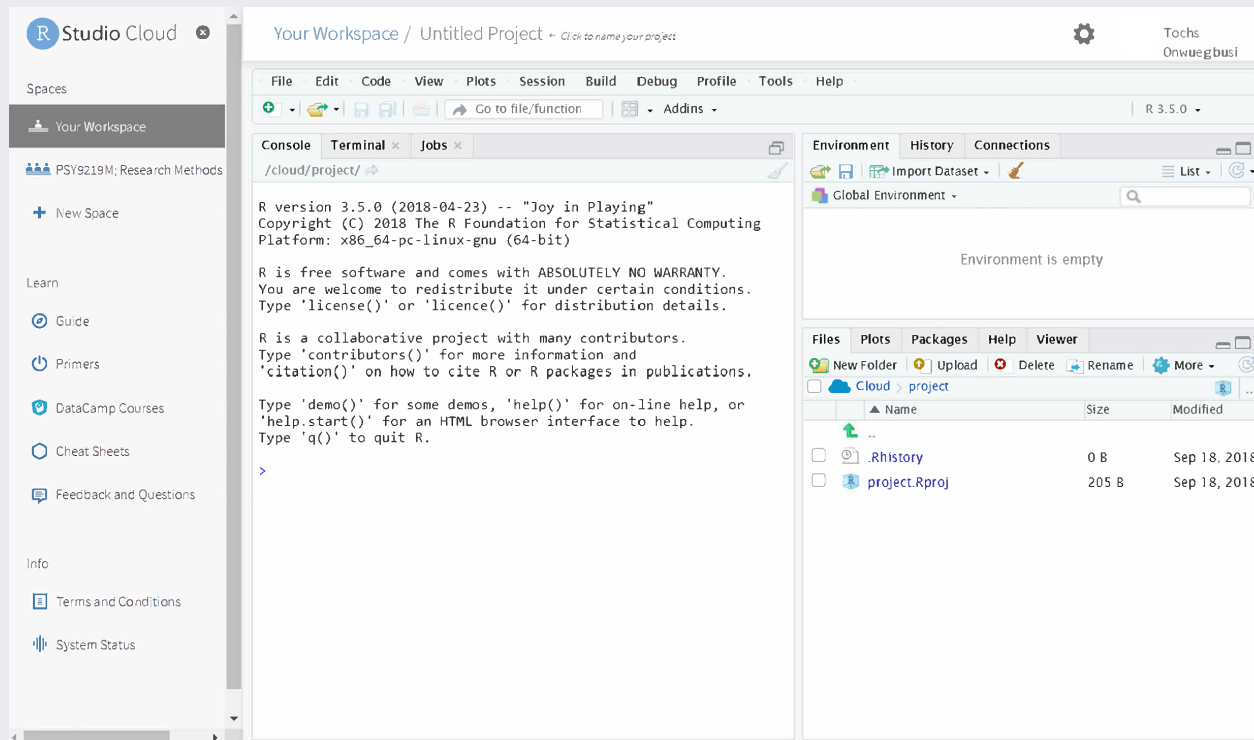 R Studio Cloud
Your Workspace / Untitled Project ← Click to name your project
Tochs
Onwuegbusi
Spaces
Your Workspace
PSY9219M; Research Methods
New Space
Learn
Guide
Primers
DataCamp Courses
Cheat Sheets
Feedback and Questions
Info
Terms and Conditions
System Status
File Edit Code View Plots Session Build Debug Profile Tools Help
Go to file/function Addins R 3.5.0
Console Terminal Jobs
/cloud/project/
R version 3.5.0 (2018-04-23) -- "Joy in Playing"
Copyright (C) 2018 The R Foundation for Statistical Computing
Platform: x86_64-pc-linux-gnu (64-bit)
R is free software and comes with ABSOLUTELY NO WARRANTY.
You are welcome to redistribute it under certain conditions.
Type 'license()' or 'licence()' for distribution details.
R is a collaborative project with many contributors.
Type 'contributors()' for more information and
'citation()' on how to cite R or R packages in publications.
Type 'demo()' for some demos, 'help()' for on-line help, or
'help.start()' for an HTML browser interface to help.
Type 'q()' to quit R.
>
Environment History Connections
Import Dataset List
Global Environment
Environment is empty
Files Plots Packages Help Viewer
New Folder Upload Delete Rename More
Cloud project R ..
Name Size Modified
..
.Rhistory 0 B Sep 18, 2018
project.Rproj 205 B Sep 18, 2018